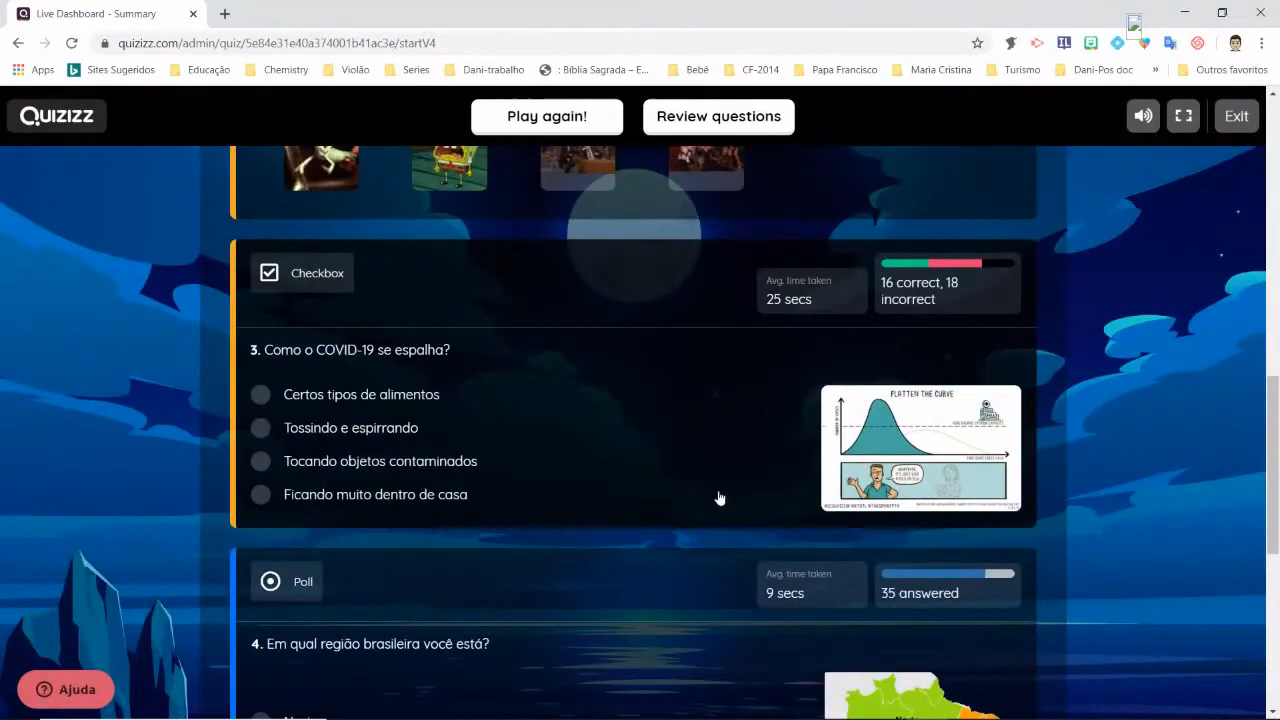 Live Dashboard - Summary
quizizz.com/admin/quiz/5e84e31e40a374001b41ac3e/startV4
Apps
Sites Sugeridos
Educação
Chemistry
Violão
Series
Dani-trabalho
: Bíblia Sagrada – E...
Bebê
CF-2014
Papa Francisco
Maria Cristina
Turismo
Dani-Pos doc
»
Outros favoritos
QUIZIZZ
Play again!
Review questions
Exit
Checkbox
Avg. time taken
25 secs
16 correct, 18
incorrect
3. Como o COVID-19 se espalha?
Certos tipos de alimentos
Tossindo e espirrando
Tocando objetos contaminados
Ficando muito dentro de casa
FLATTEN THE CURVE
HEALTHCARE SYSTEM CAPACITY
Poll
Avg. time taken
9 secs
35 answered
4. Em qual região brasileira você está?
Ajuda